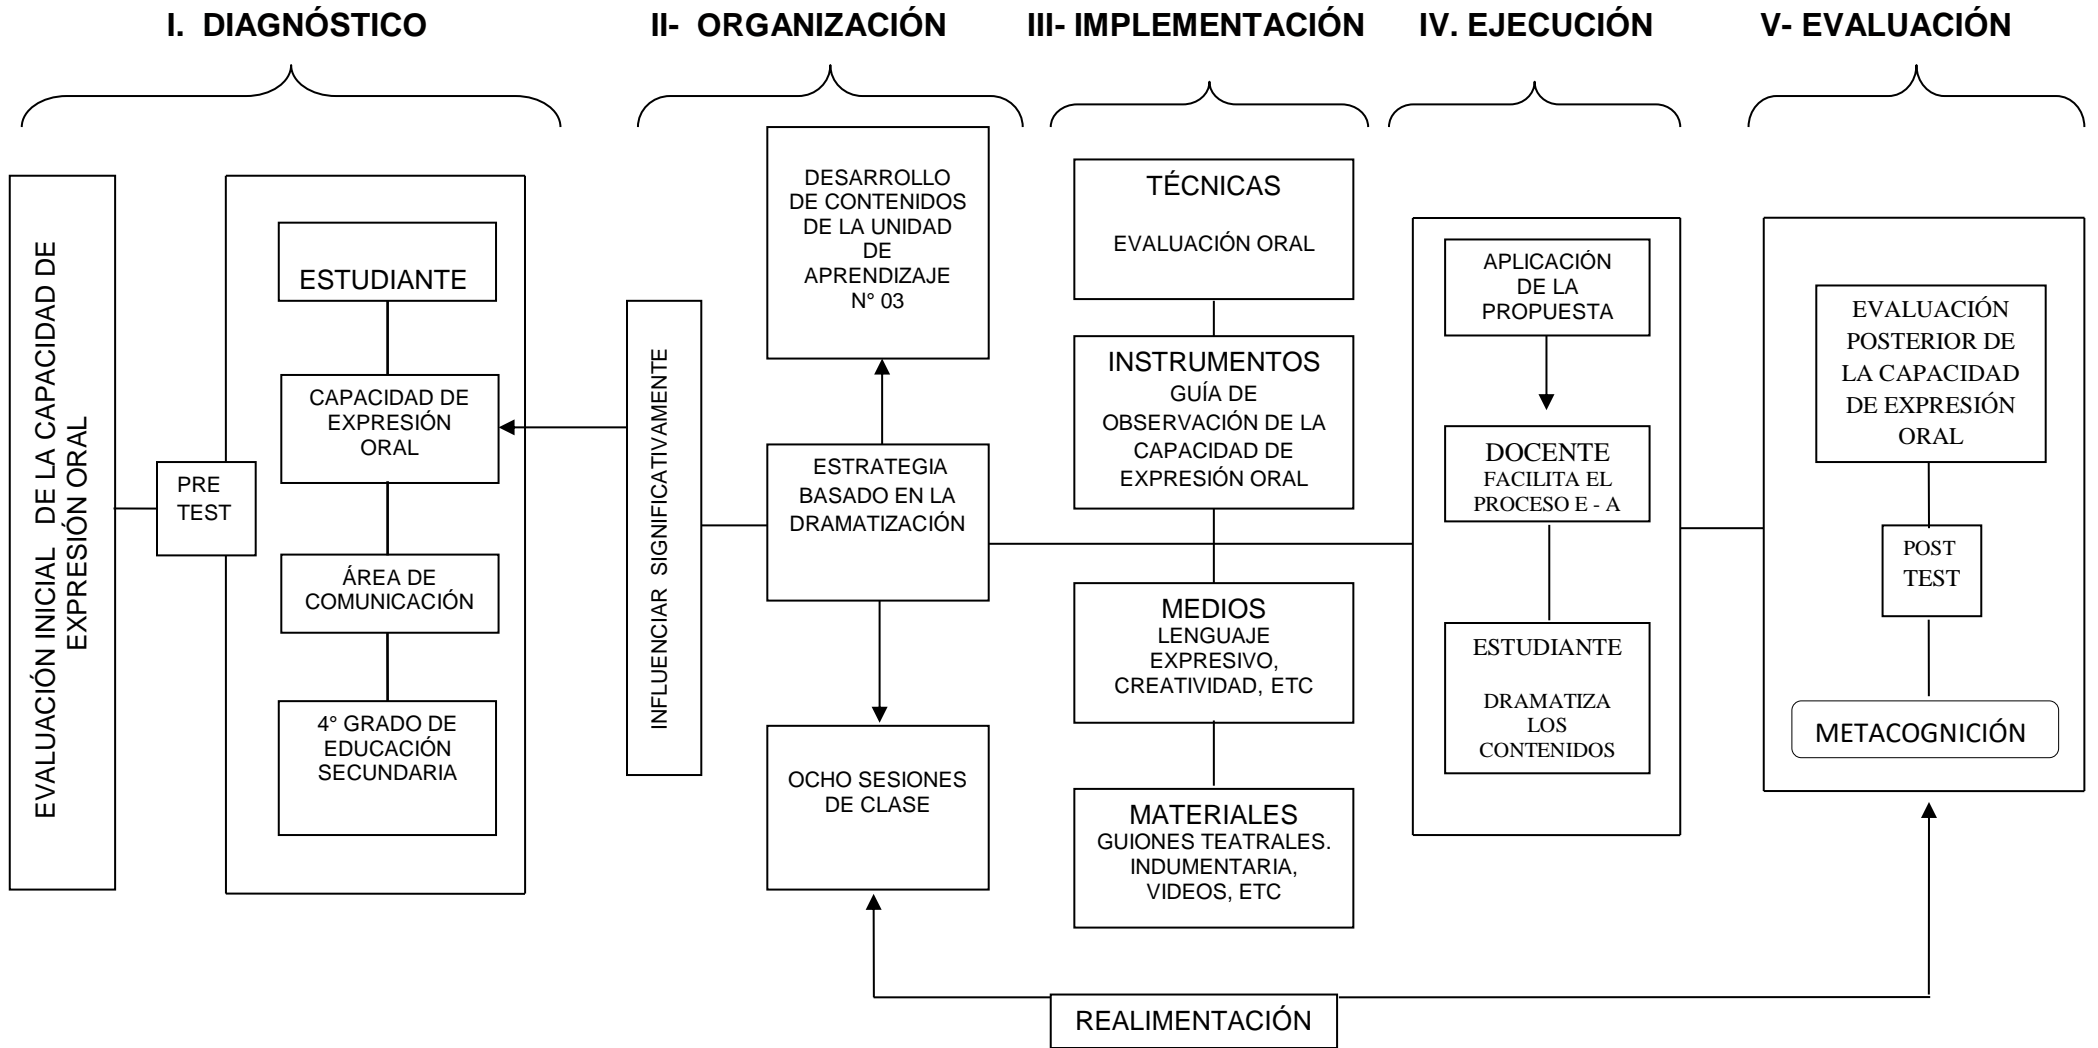 I. DIAGNÓSTICO
II- ORGANIZACIÓN
III- IMPLEMENTACIÓN
IV. EJECUCIÓN
V- EVALUACIÓN
EVALUACIÓN INICIAL DE LA CAPACIDAD DE
EXPRESIÓN ORAL
PRE
TEST
ESTUDIANTE
CAPACIDAD DE
EXPRESIÓN
ORAL
ÁREA DE
COMUNICACIÓN
4° GRADO DE
EDUCACIÓN
SECUNDARIA
INFLUENCIAR SIGNIFICATIVAMENTE
DESARROLLO
DE CONTENIDOS
DE LA UNIDAD
DE
APRENDIZAJE
N° 03
ESTRATEGIA
BASADO EN LA
DRAMATIZACIÓN
OCHO SESIONES
DE CLASE
TÉCNICAS
EVALUACIÓN ORAL
INSTRUMENTOS
GUÍA DE
OBSERVACIÓN DE LA
CAPACIDAD DE
EXPRESIÓN ORAL
MEDIOS
LENGUAJE
EXPRESIVO,
CREATIVIDAD, ETC
MATERIALES
GUIONES TEATRALES.
INDUMENTARIA,
VIDEOS, ETC
APLICACIÓN
DE LA
PROPUESTA
DOCENTE
FACILITA EL
PROCESO E - A
ESTUDIANTE
DRAMATIZA
LOS
CONTENIDOS
EVALUACIÓN
POSTERIOR DE
LA CAPACIDAD
DE EXPRESIÓN
ORAL
POST
TEST
METACOGNICIÓN
REALIMENTACIÓN